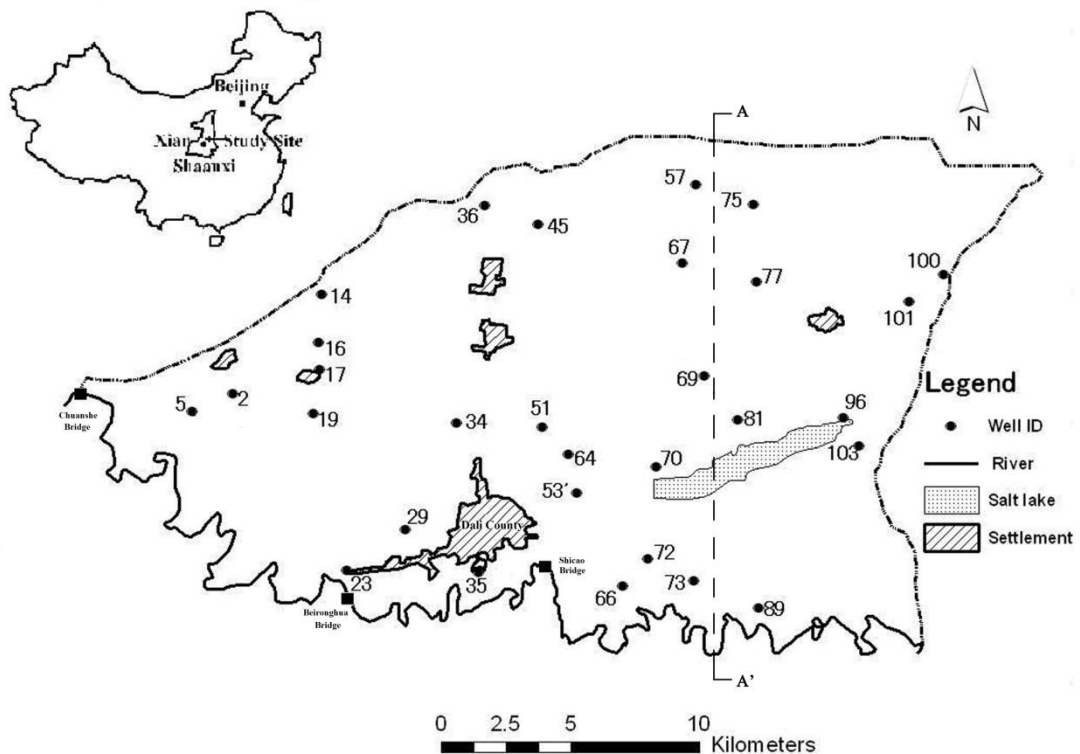 Beijing
Xian
Study Site
Shaanxi
A
N
57
75
36
45
67
77
100
101
14
16
17
69
Legend
5
2
19
34
51
81
96
Well ID
Chuanshe
Bridge
64
70
103
River
53´
Salt lake
29
Dali County
Settlement
23
35
Shicao
Bridge
72
73
66
89
Beironghua
Bridge
A'
0 2.5 5 10
Kilometers